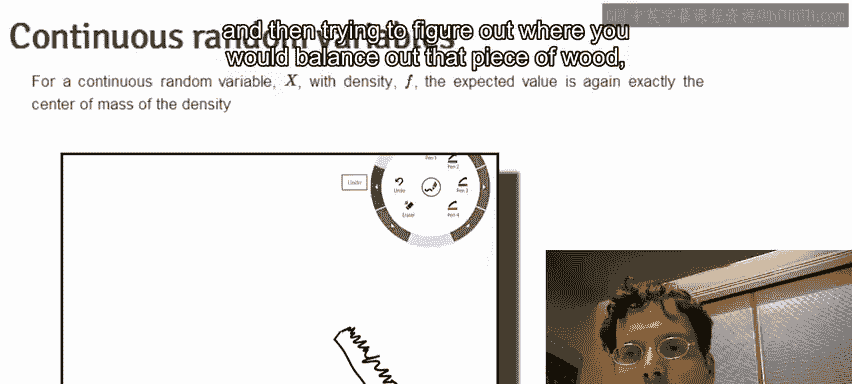 Continuous random variables
and then trying to figure out where you
would balance out that piece of wood,
For a continuous random variable, X, with density, f, the expected value is again exactly the
center of mass of the density
Pen 1
Pen 2
Undo
Undo
Pen 3
Eraser
Pen 4